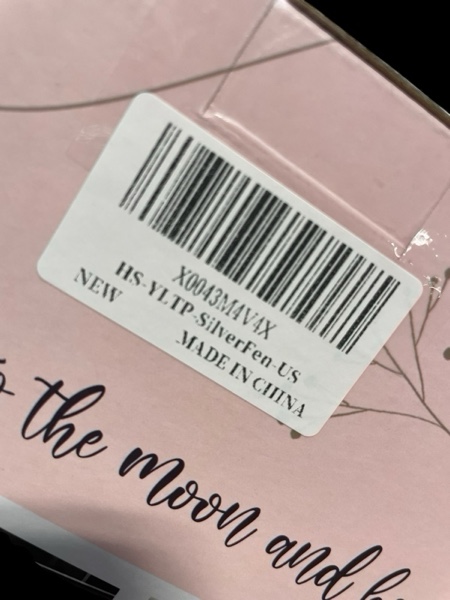 X0043M4V4X
HS-YLTP-SilverFen-US
NEW
MADE IN CHINA
the moon and